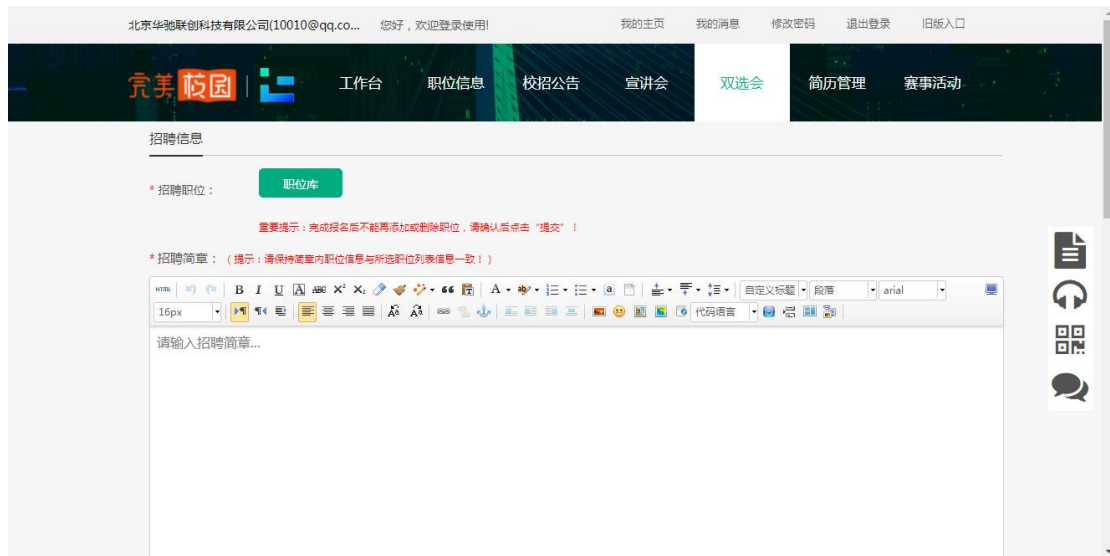 北京华驰联创科技有限公司(10010@qq.co... 您好，欢迎登录使用! 我的主页 我的消息 修改密码 退出登录 旧版入口
完美校园 工作台 职位信息 校招公告 宣讲会 双选会 简历管理 赛事活动
招聘信息
* 招聘职位： 职位库
重要提示：完成报名后不能再添加或删除职位，请确认后点击“提交”！
* 招聘简章：（提示：请保持简章内职位信息与所选职位列表信息一致！）
HTML B I U A ABC X² X₂ 66 A ab a 自定义标题 段落 arial
16px 代码语言
请输入招聘简章...